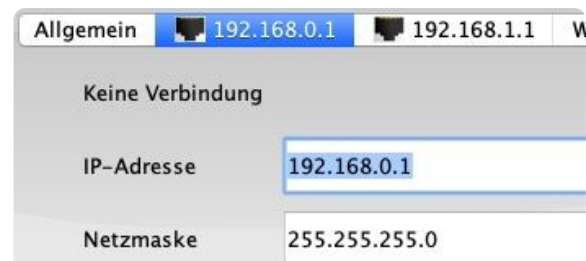 Allgemein 192.168.0.1 192.168.1.1 W
Keine Verbindung
IP-Adresse 192.168.0.1
Netzmaske 255.255.255.0